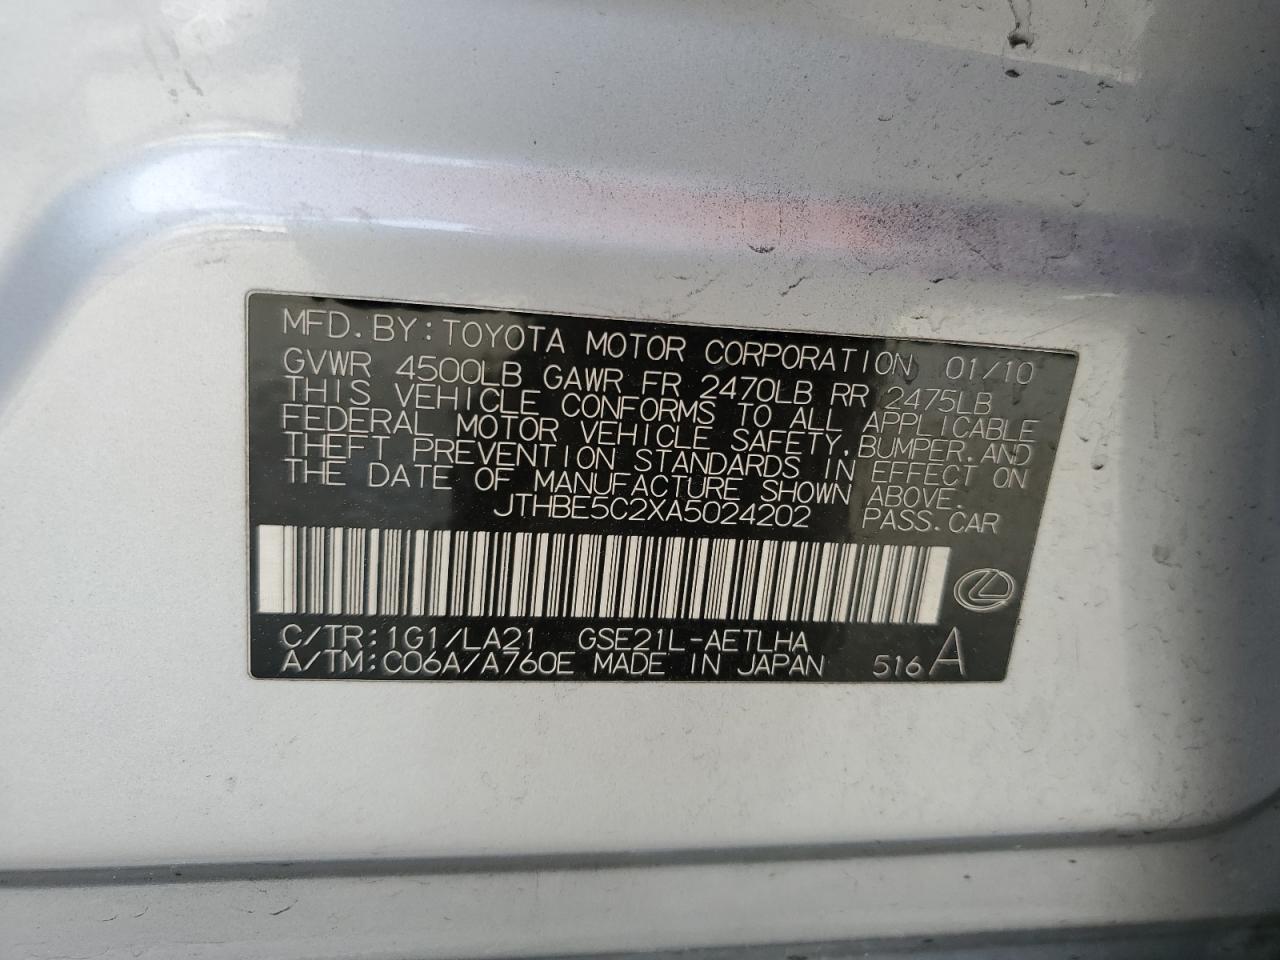 MFD. BY: TOYOTA MOTOR CORPORATION 01/10
GVWR 4500LB GAWR FR 2470LB RR 2475LB
THIS VEHICLE CONFORMS TO ALL APPLICABLE
FEDERAL MOTOR VEHICLE SAFETY, BUMPER, AND
THEFT PREVENTION STANDARDS IN EFFECT ON
THE DATE OF MANUFACTURE SHOWN ABOVE.
JTHBE5C2XA5024202 PASS. CAR
C/TR: 1G1/LA21 GSE21L-AETLHA
A/TM: C06A/A760E MADE IN JAPAN 516 A